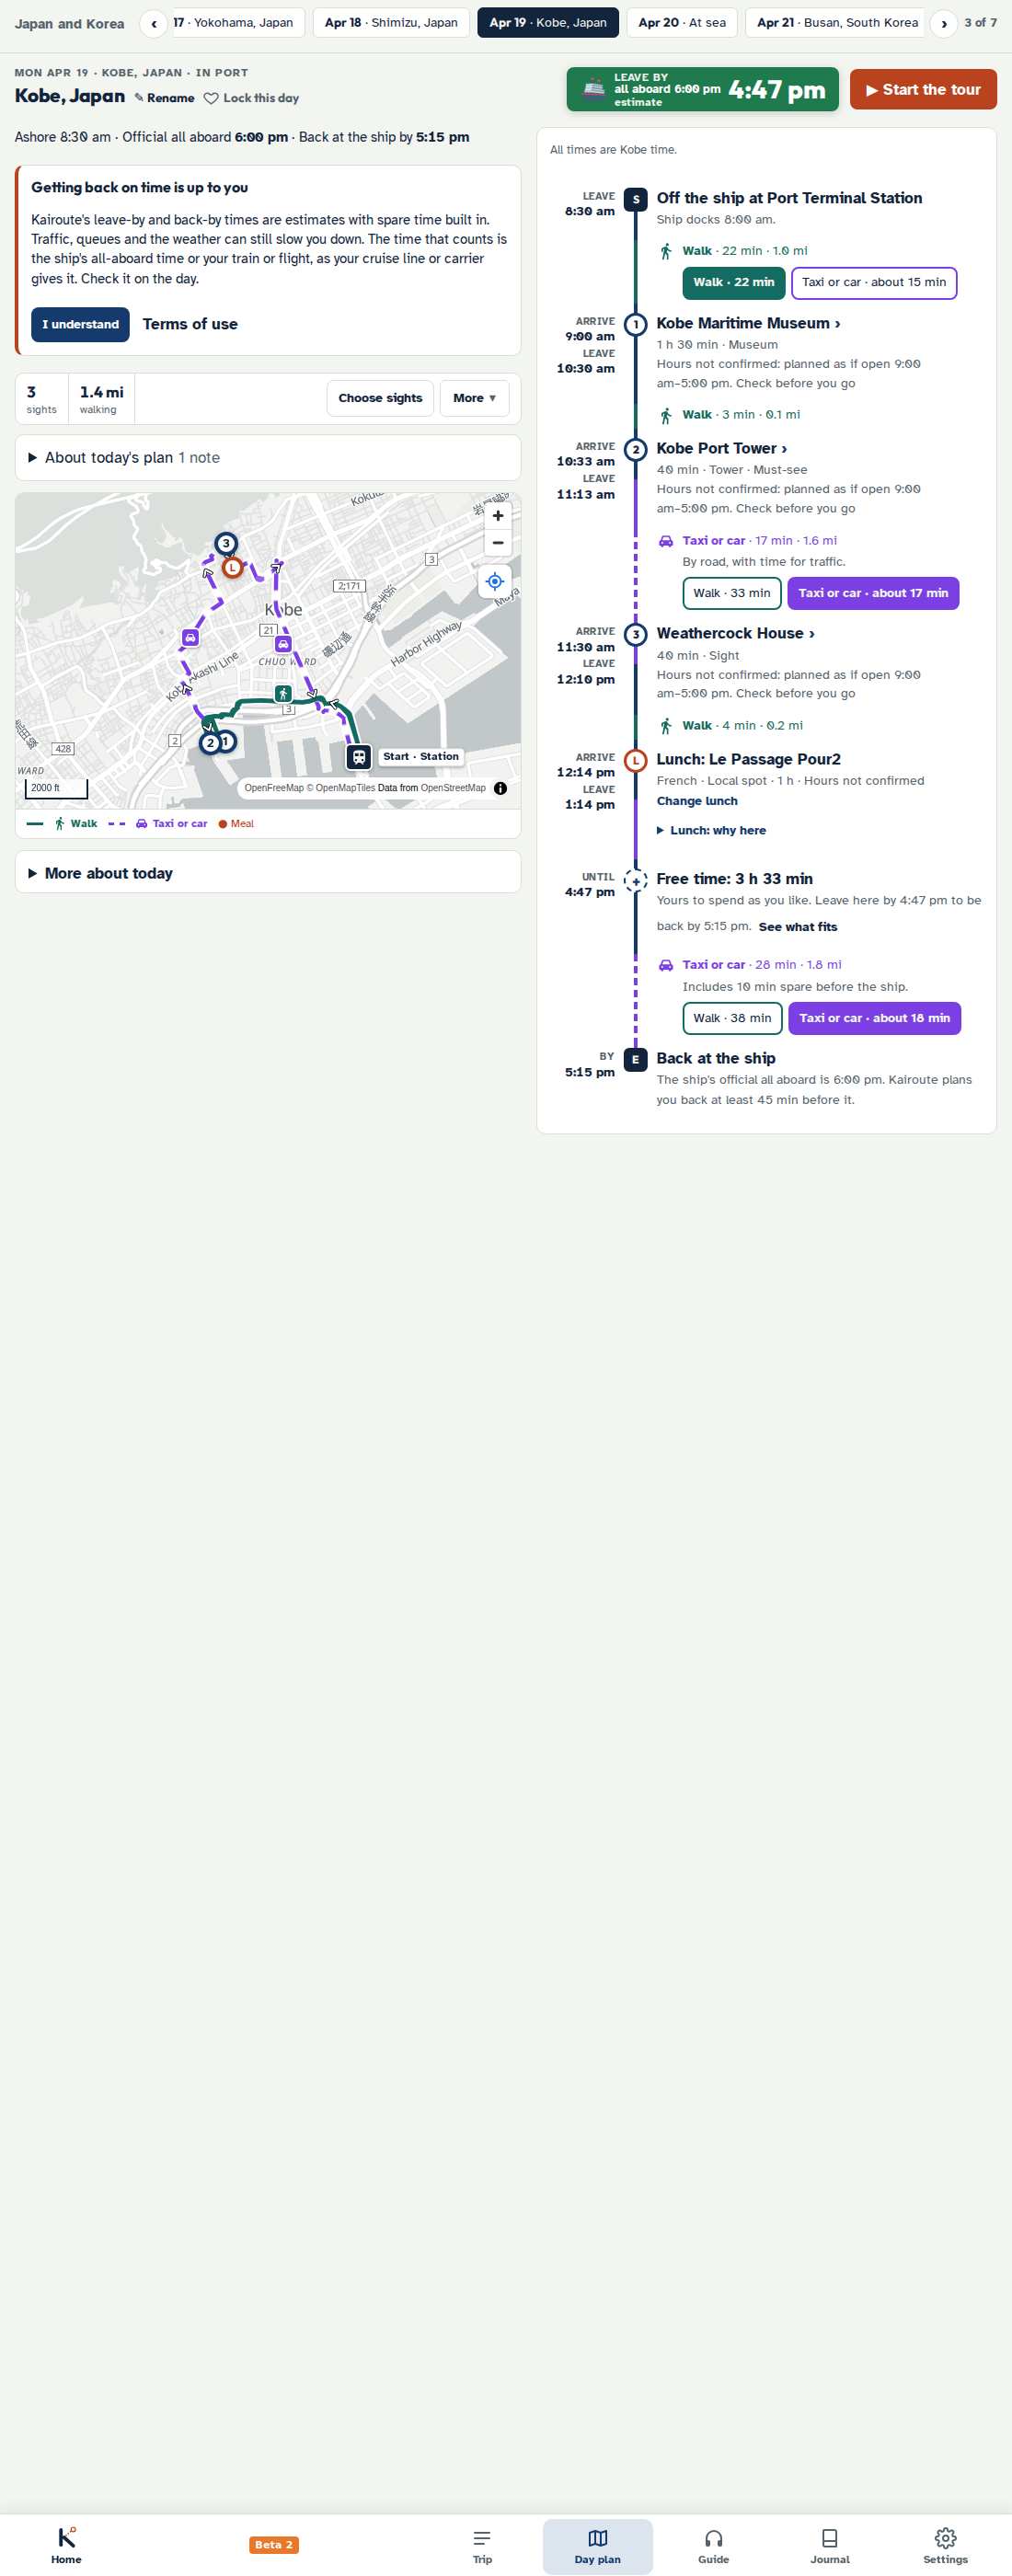 Japan and Korea
‹
17 · Yokohama, Japan
Apr 18 · Shimizu, Japan
Apr 19 · Kobe, Japan
Apr 20 · At sea
Apr 21 · Busan, South Korea
›
3 of 7
MON APR 19 · KOBE, JAPAN · IN PORT
Kobe, Japan
✎ Rename
Lock this day
LEAVE BY
all aboard 6:00 pm
estimate
4:47 pm
▶ Start the tour
Ashore 8:30 am · Official all aboard 6:00 pm · Back at the ship by 5:15 pm
Getting back on time is up to you
Kairoute's leave-by and back-by times are estimates with spare time built in.
Traffic, queues and the weather can still slow you down. The time that counts is
the ship's all-aboard time or your train or flight, as your cruise line or carrier
gives it. Check it on the day.
I understand
Terms of use
3
sights
1.4 mi
walking
Choose sights
More ▼
▶ About today's plan 1 note
3
L
Kobe
2;171
3
21
CHUO W RD
磯辺通
Harbor Highway
Akashi Line
3
2
1
2
428
WARD
Start · Station
2000 ft
OpenFreeMap © OpenMapTiles Data from OpenStreetMap
+
−
Walk
Taxi or car
Meal
▶ More about today
All times are Kobe time.
LEAVE
8:30 am
S
Off the ship at Port Terminal Station
Ship docks 8:00 am.
Walk · 22 min · 1.0 mi
Walk · 22 min
Taxi or car · about 15 min
ARRIVE
9:00 am
LEAVE
10:30 am
1
Kobe Maritime Museum ›
1 h 30 min · Museum
Hours not confirmed: planned as if open 9:00
am–5:00 pm. Check before you go
Walk · 3 min · 0.1 mi
ARRIVE
10:33 am
LEAVE
11:13 am
2
Kobe Port Tower ›
40 min · Tower · Must-see
Hours not confirmed: planned as if open 9:00
am–5:00 pm. Check before you go
Taxi or car · 17 min · 1.6 mi
By road, with time for traffic.
Walk · 33 min
Taxi or car · about 17 min
ARRIVE
11:30 am
LEAVE
12:10 pm
3
Weathercock House ›
40 min · Sight
Hours not confirmed: planned as if open 9:00
am–5:00 pm. Check before you go
Walk · 4 min · 0.2 mi
ARRIVE
12:14 pm
LEAVE
1:14 pm
L
Lunch: Le Passage Pour2
French · Local spot · 1 h · Hours not confirmed
Change lunch
▶ Lunch: why here
UNTIL
4:47 pm
+
Free time: 3 h 33 min
Yours to spend as you like. Leave here by 4:47 pm to be
back by 5:15 pm. See what fits
Taxi or car · 28 min · 1.8 mi
Includes 10 min spare before the ship.
Walk · 38 min
Taxi or car · about 18 min
BY
5:15 pm
E
Back at the ship
The ship's official all aboard is 6:00 pm. Kairoute plans
you back at least 45 min before it.
Home
Beta 2
Trip
Day plan
Guide
Journal
Settings